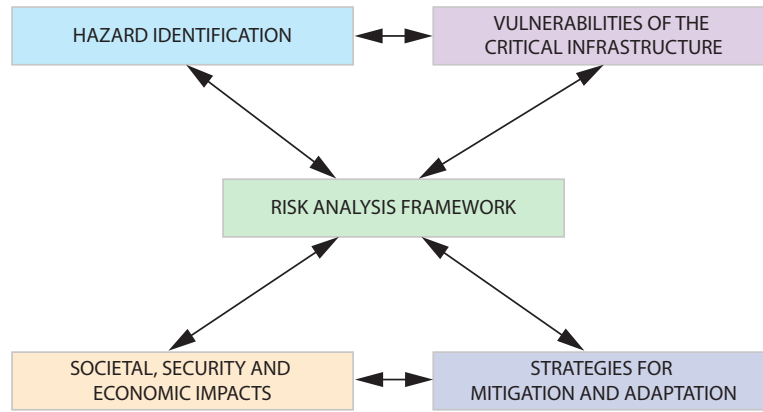 HAZARD IDENTIFICATION
VULNERABILITIES OF THE
CRITICAL INFRASTRUCTURE
RISK ANALYSIS FRAMEWORK
SOCIETAL, SECURITY AND
ECONOMIC IMPACTS
STRATEGIES FOR
MITIGATION AND ADAPTATION